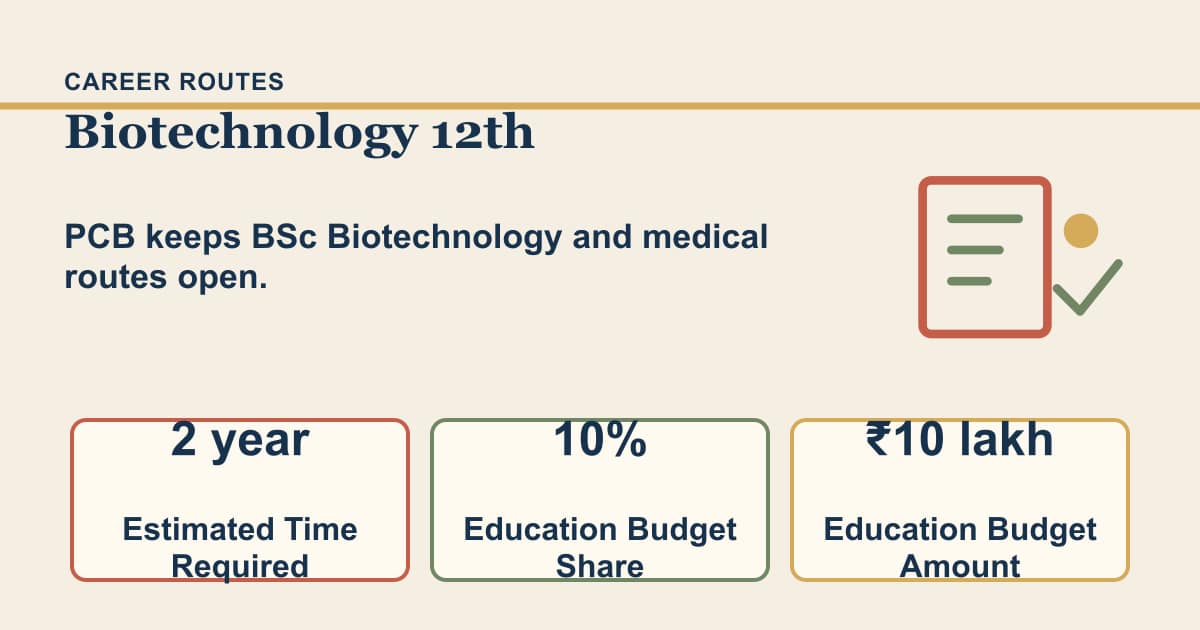 CAREER ROUTES
Biotechnology 12th
PCB keeps BSc Biotechnology and medical
routes open.
2 year
Estimated Time
Required
10%
Education Budget
Share
₹10 lakh
Education Budget
Amount